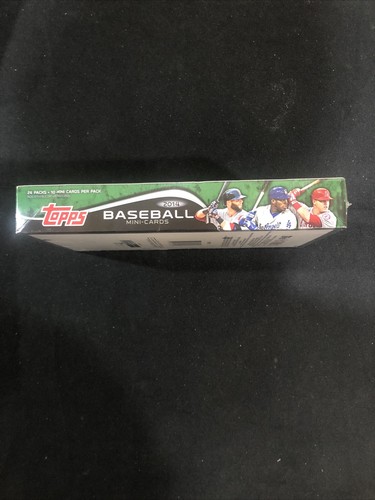 24 PACKS • 10 MINI CARDS PER PACK
TOPPS
2014
BASEBALL
MINI-CARDS